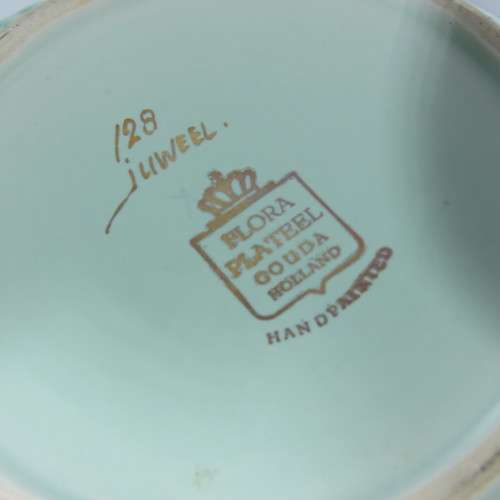 128
juWEEL.
FLORA
PLATEEL
GOUDA
HOLLAND
HANDPAINTED